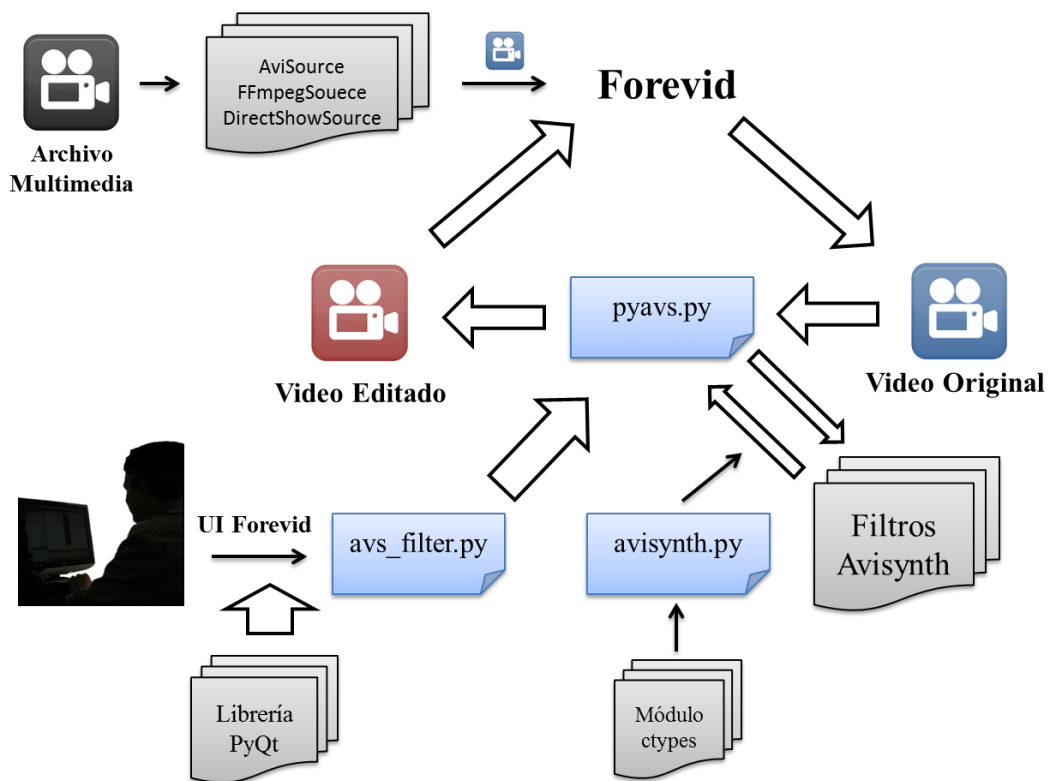 AviSource
FFmpegSouece
DirectShowSource
Forevid
Archivo
Multimedia
pyavs.py
Video Editado
Video Original
UI Forevid
avs_filter.py
avisynth.py
Filtros
Avisynth
Librería
PyQt
Módulo
ctypes